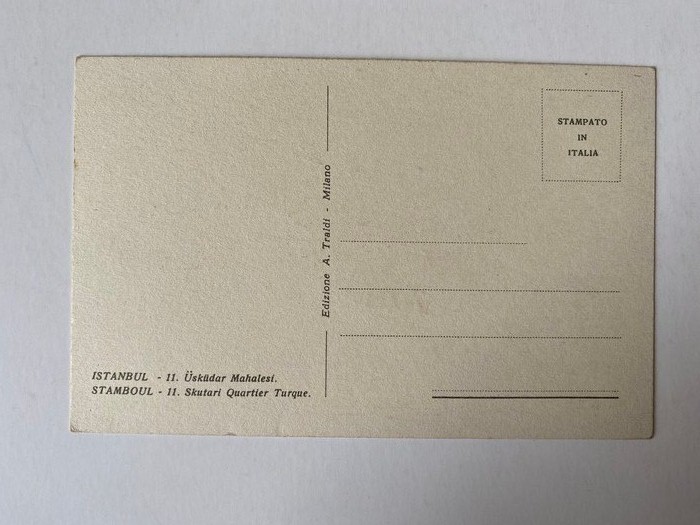 STAMPATO
IN
ITALIA
Edizione A. Traldi - Milano
ISTANBUL - 11. Üsküdar Mahalesi.
STAMBOUL - 11. Skutari Quartier Turque.